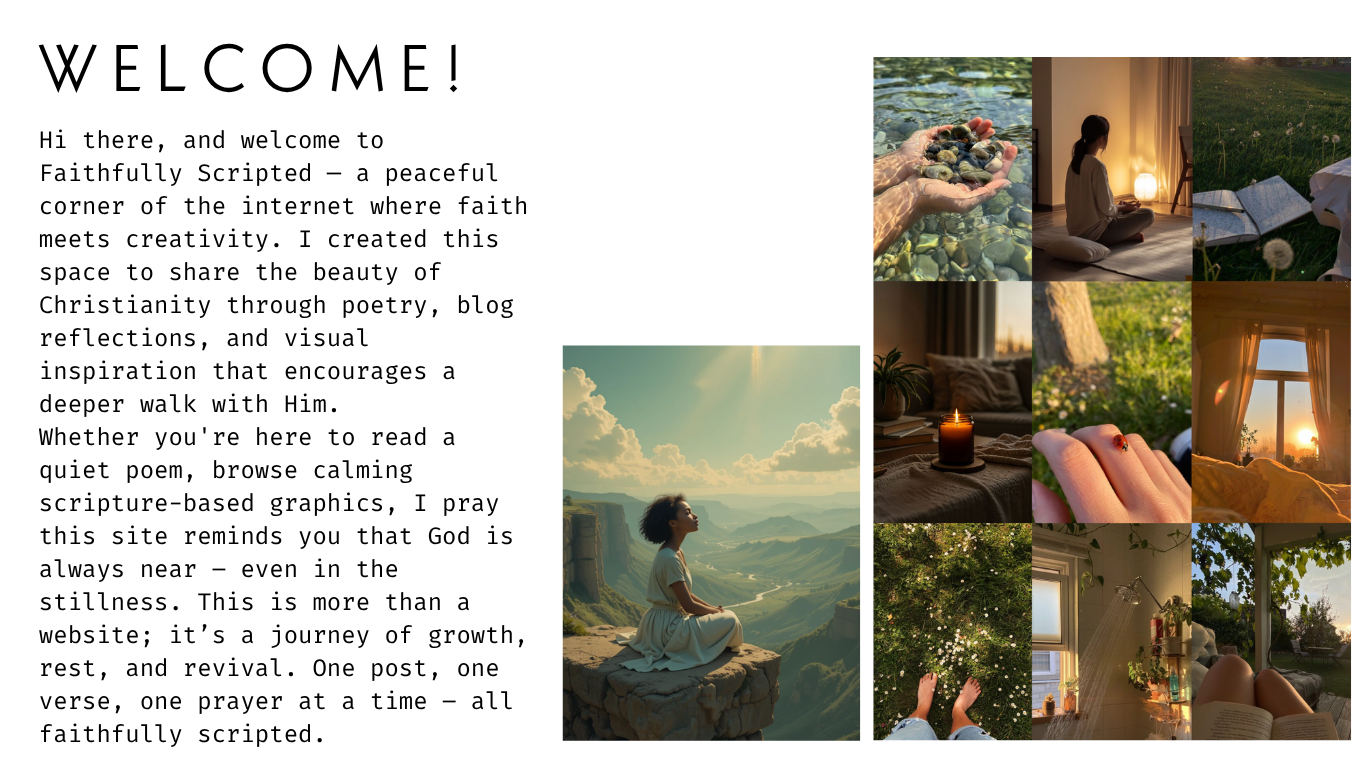 WELCOME!
Hi there, and welcome to
Faithfully Scripted — a peaceful
corner of the internet where faith
meets creativity. I created this
space to share the beauty of
Christianity through poetry, blog
reflections, and visual
inspiration that encourages a
deeper walk with Him.
Whether you're here to read a
quiet poem, browse calming
scripture-based graphics, I pray
this site reminds you that God is
always near — even in the
stillness. This is more than a
website; it’s a journey of growth,
rest, and revival. One post, one
verse, one prayer at a time — all
faithfully scripted.